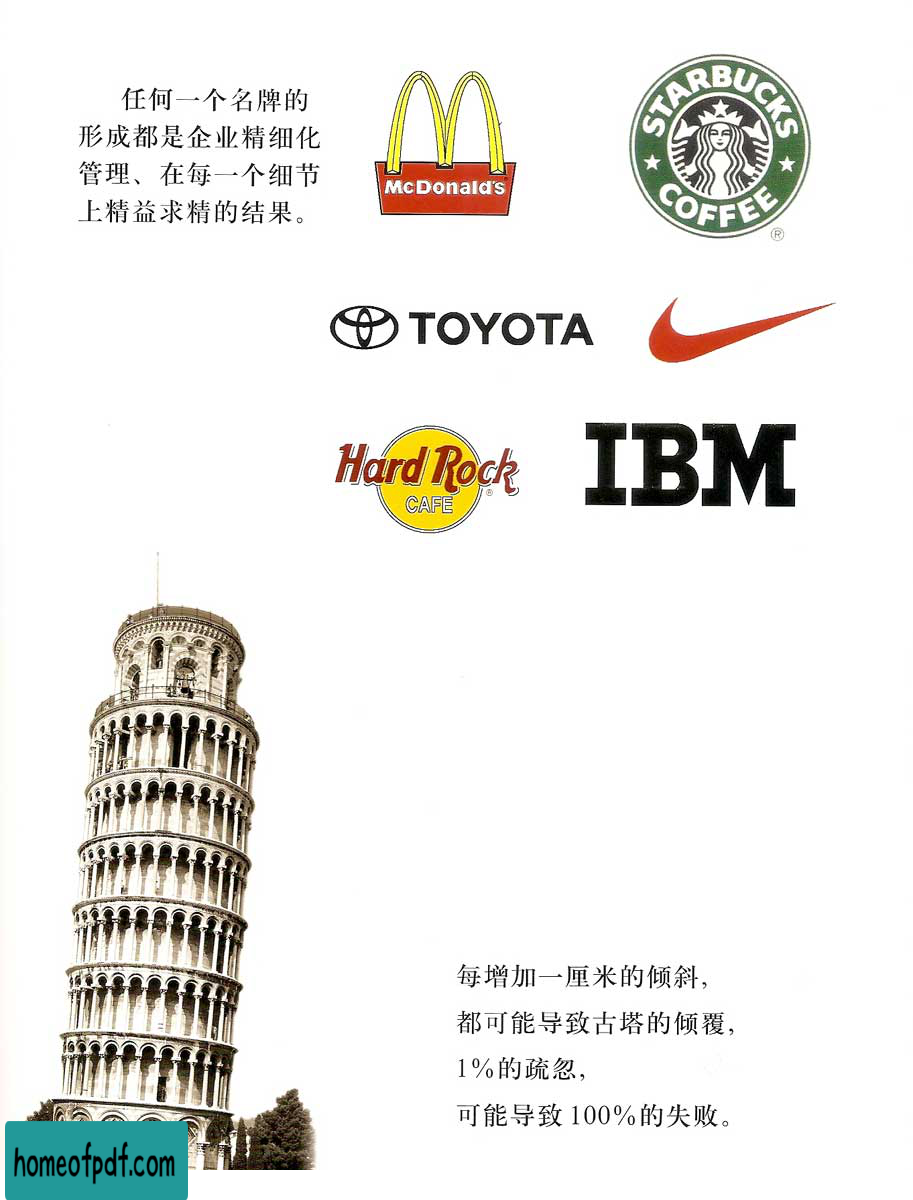 任何一个名牌的
形成都是企业精细化
管理、在每一个细节
上精益求精的结果。
McDonald's
STARBUCKS
COFFEE
®
TOYOTA
Hard Rock
®
CAFE
IBM
每增加一厘米的倾斜,
都可能导致古塔的倾覆,
1%的疏忽,
可能导致100%的失败。
homeofpdf.com